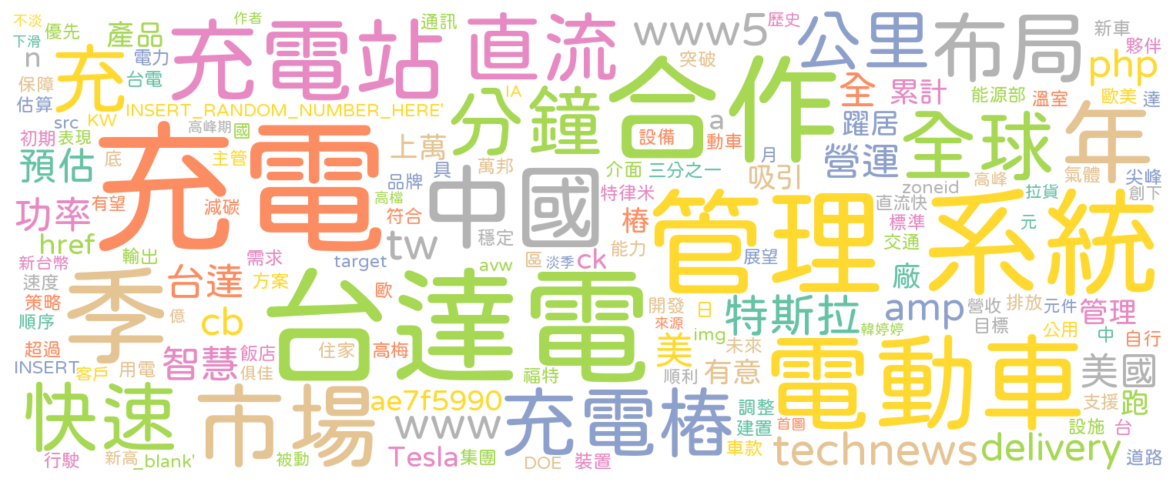 不淡
優先
產品
作者
通訊
充電站
直流
www5
歷史
公里
布局
新車
夥伴
下滑
n
電力
台電
充
突破
php
保障
估算
KW
INSERT_RANDOM_NUMBER_HERE'
IA
分鐘
合作
全
累計
能源部
溫室
歐美
達
src
高峰期
國
設備
a
動車
躍居
全球
年
初期
表現
預估
底
主管
上萬
萬邦
具
介面
三分之一
月
營運
高峰
氣體
尖峰
充電
中國
品牌
高檔
特律米
吸引
zoneid
拉貨
創下
功率
有望
減碳
符合
穩定
能力
樁
管理
系統
直流快
標準
元
href
tw
交通
新台幣
輸出
需求
target
avw
區
淡季
ck
展望
廠
速度
季
台達
方案
歐
台達電
開發
日
特斯拉
amp
營收
排放
元件
管理
策略
順序
億
cb
來源
img
韓婷婷
目標
公用
中
自行
超過
智慧
飯店
住家
高梅
美
未來
電動車
美國
INSERT
客戶
用電
俱佳
福特
順利
有意
快速
市場
ae7f5990
充電樁
調整
支援
跑
www
建置
首圖
設施
台
行駛
新高
_blank'
被動
Tesla
集團
DOE
裝置
車款
technews
delivery
道路